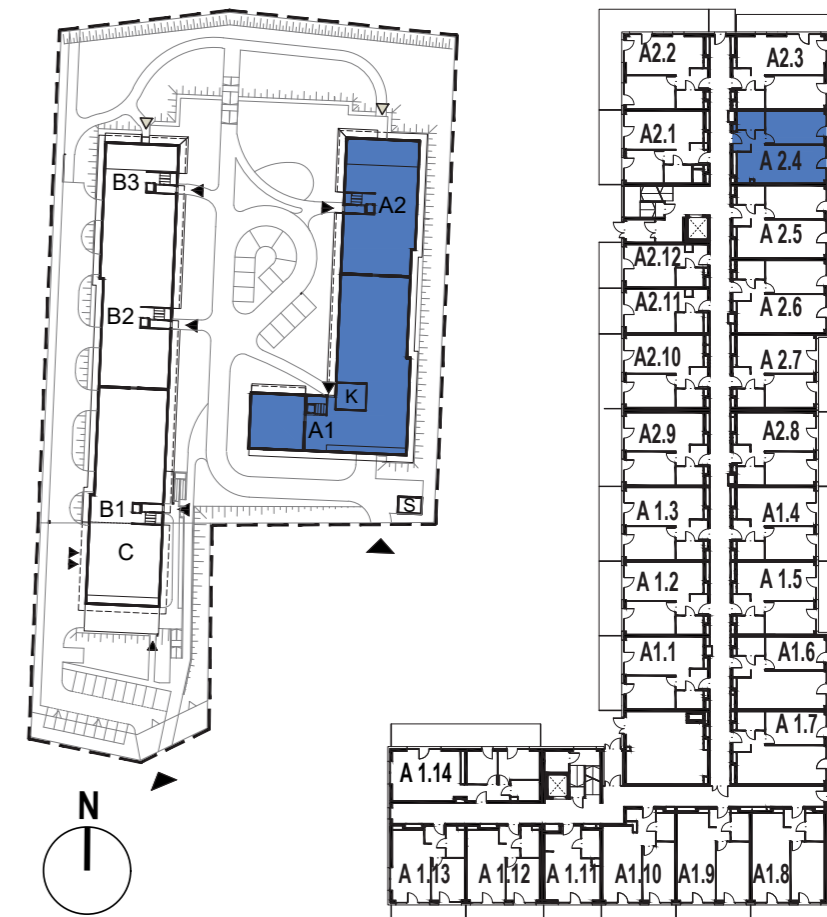 B3
A2
B2
K
A1
B1
S
C
N
A2.2
A2.3
A2.1
A 2.4
A 2.5
A2.12
A2.11
A 2.6
A2.10
A 2.7
A2.9
A2.8
A 1.3
A1.4
A 1.2
A 1.5
A1.1
A1.6
A 1.7
A 1.14
A 1.13
A 1.12
A 1.11
A1.10
A1.9
A1.8